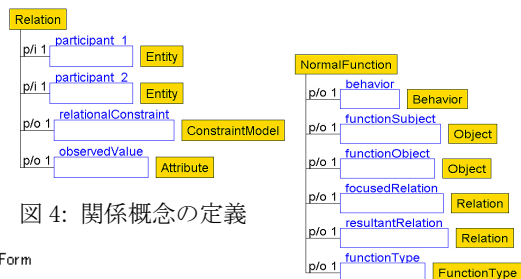 Relation
participant_1
p/i 1
Entity
participant_2
p/i 1
Entity
relationalConstraint
p/o 1
ConstraintModel
observedValue
p/o 1
Attribute
図 4: 関係概念の定義
Form
NormalFunction
behavior
p/o 1
Behavior
functionSubject
p/o 1
Object
functionObject
p/o 1
Object
focusedRelation
p/o 1
Relation
resultantRelation
p/o 1
Relation
functionType
p/o 1
FunctionType